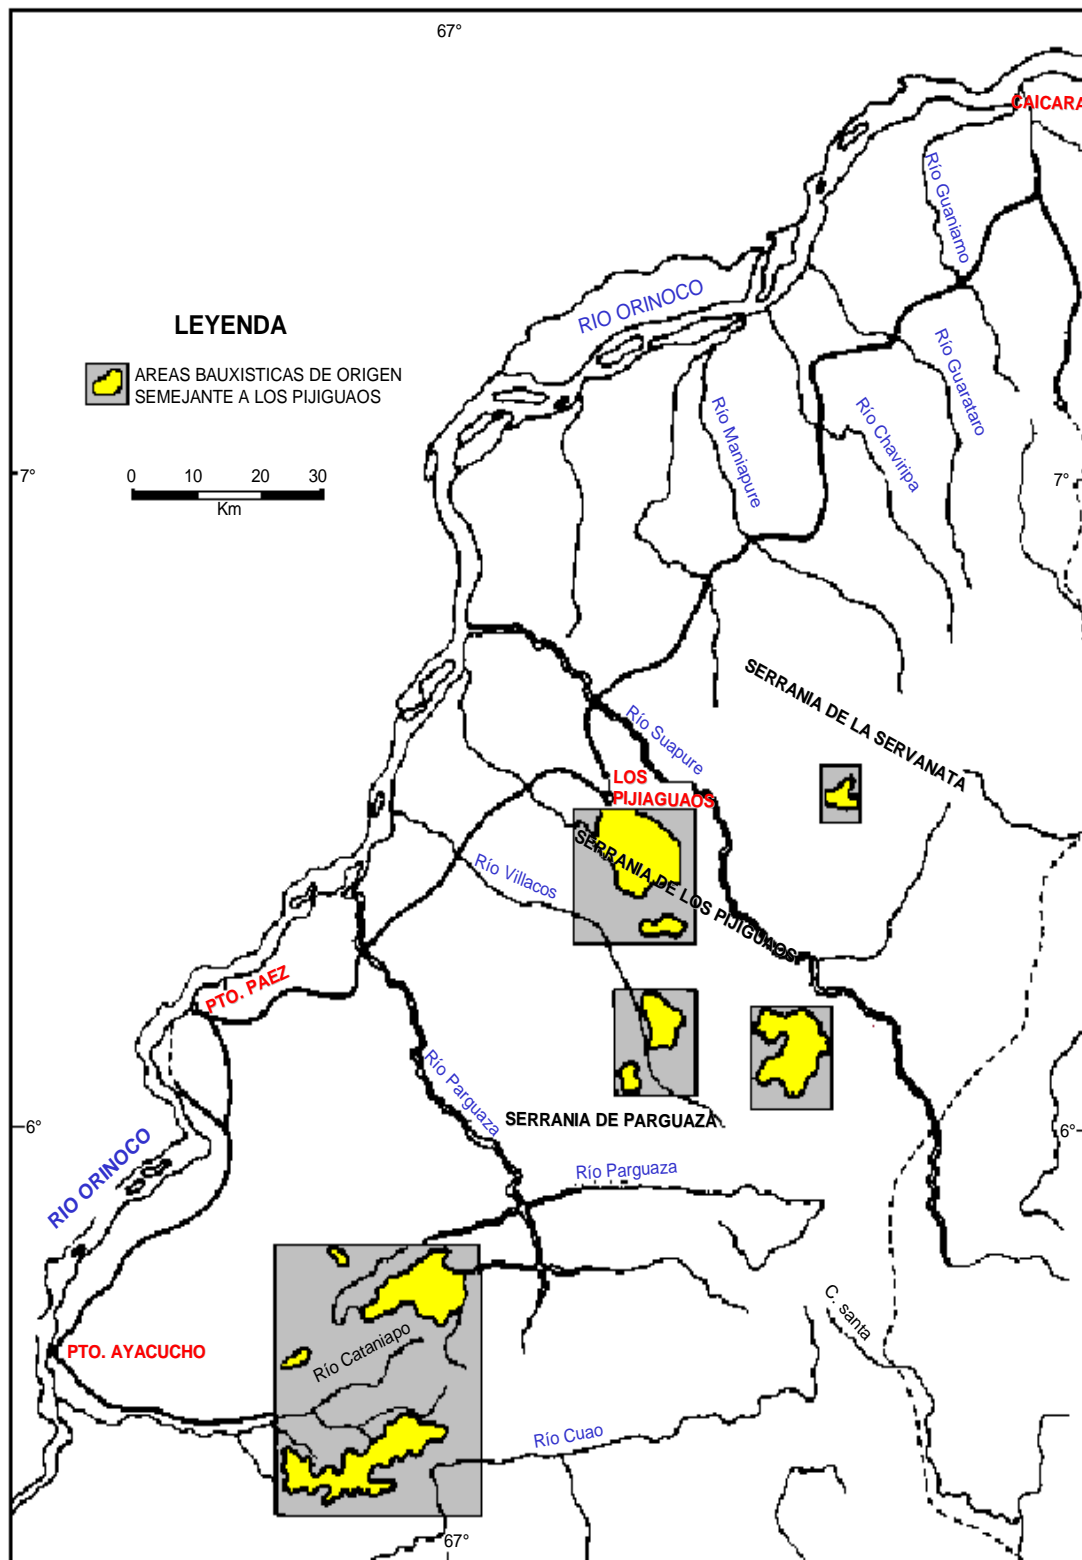 67°
CAICARA
Río Guaniamo
RIO ORINOCO
LEYENDA
AREAS BAUXISTICAS DE ORIGEN
SEMEJANTE A LOS PIJIGUAOS
Río Guarataro
Río Maniapure
Río Chaviripa
7°
7°
0 10 20 30
Km
SERRANIA DE LA SERVANATA
Río Suapure
LOS
PIJIAGUAOS
SERRANIA DE LOS PIJIGUAOS
Río Villacos
PTO. PAEZ
Río Parguaza
SERRANIA DE PARGUAZA
6°
6°
RIO ORINOCO
Río Parguaza
C. santa
PTO. AYACUCHO
Río Cataniapo
Río Cuao
67°